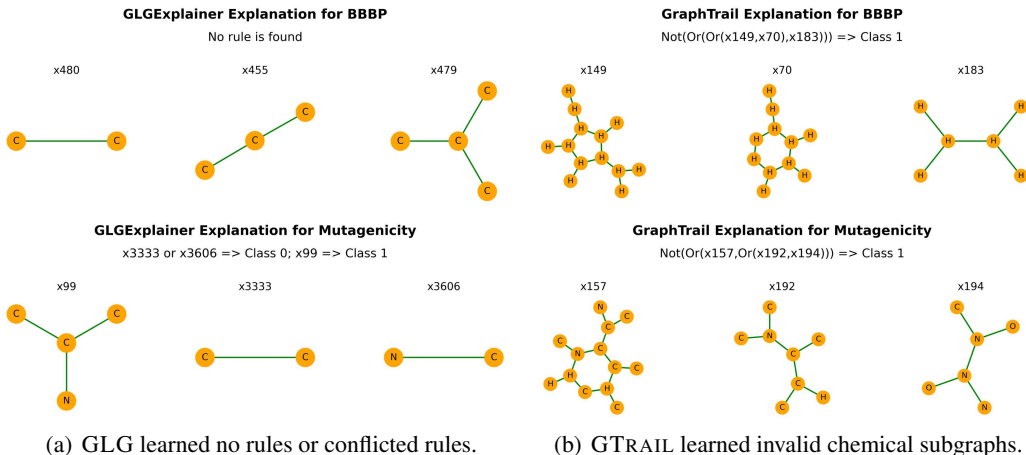 GLGExplainer Explanation for BBBP
No rule is found
x480 x455 x479
C C
C C C
C C C C
GLGExplainer Explanation for Mutagenicity
x3333 or x3606 => Class 0; x99 => Class 1
x99 x3333 x3606
C C C N
C C
N C
(a) GLG learned no rules or conflicted rules.
GraphTrail Explanation for BBBP
Not(Or(Or(x149,x70),x183))) => Class 1
x149 x70 x183
H H H H H H H H H H H H H
H H H H H H H H H H H
H H H H H H
GraphTrail Explanation for Mutagenicity
Not(Or(x157,Or(x192,x194))) => Class 1
x157 x192 x194
N C C C C N C C H H C H C
C C N C C C H C
C O N N O N
(b) GTRAIL learned invalid chemical subgraphs.